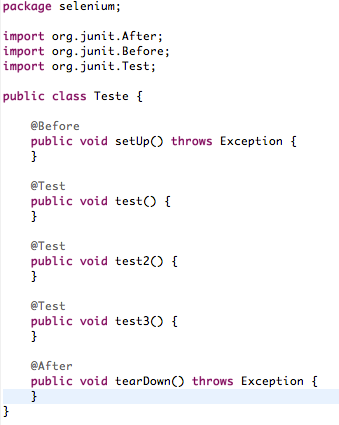 package selenium;
import org.junit.After;
import org.junit.Before;
import org.junit.Test;
public class Teste {
    @Before
    public void setUp() throws Exception {
    }
    @Test
    public void test() {
    }
    @Test
    public void test2() {
    }
    @Test
    public void test3() {
    }
    @After
    public void tearDown() throws Exception {
    }
}